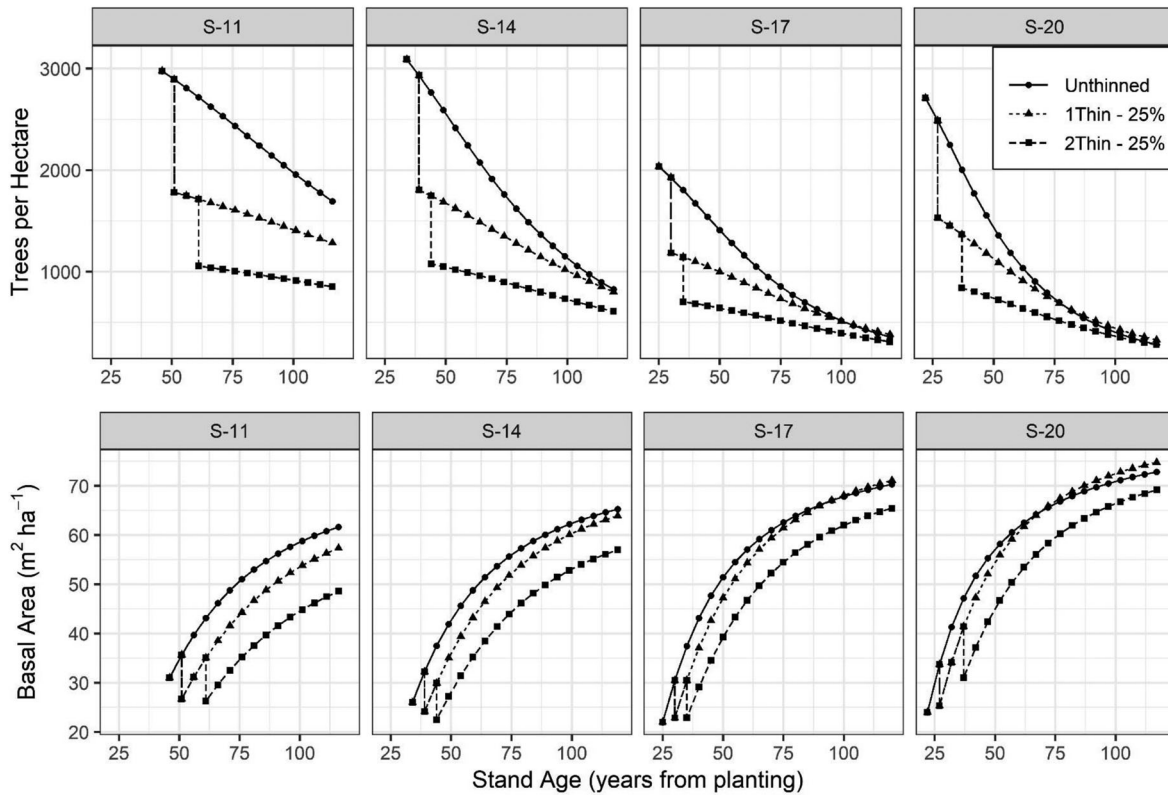 S-11 S-14 S-17 S-20
Unthinned
1Thin - 25%
2Thin - 25%
Trees per Hectare
3000
2000
1000
25 50 75 100 25 50 75 100 25 50 75 100 25 50 75 100
S-11 S-14 S-17 S-20
Basal Area (m² ha⁻¹)
70
60
50
40
30
20
25 50 75 100 25 50 75 100 25 50 75 100 25 50 75 100
Stand Age (years from planting)